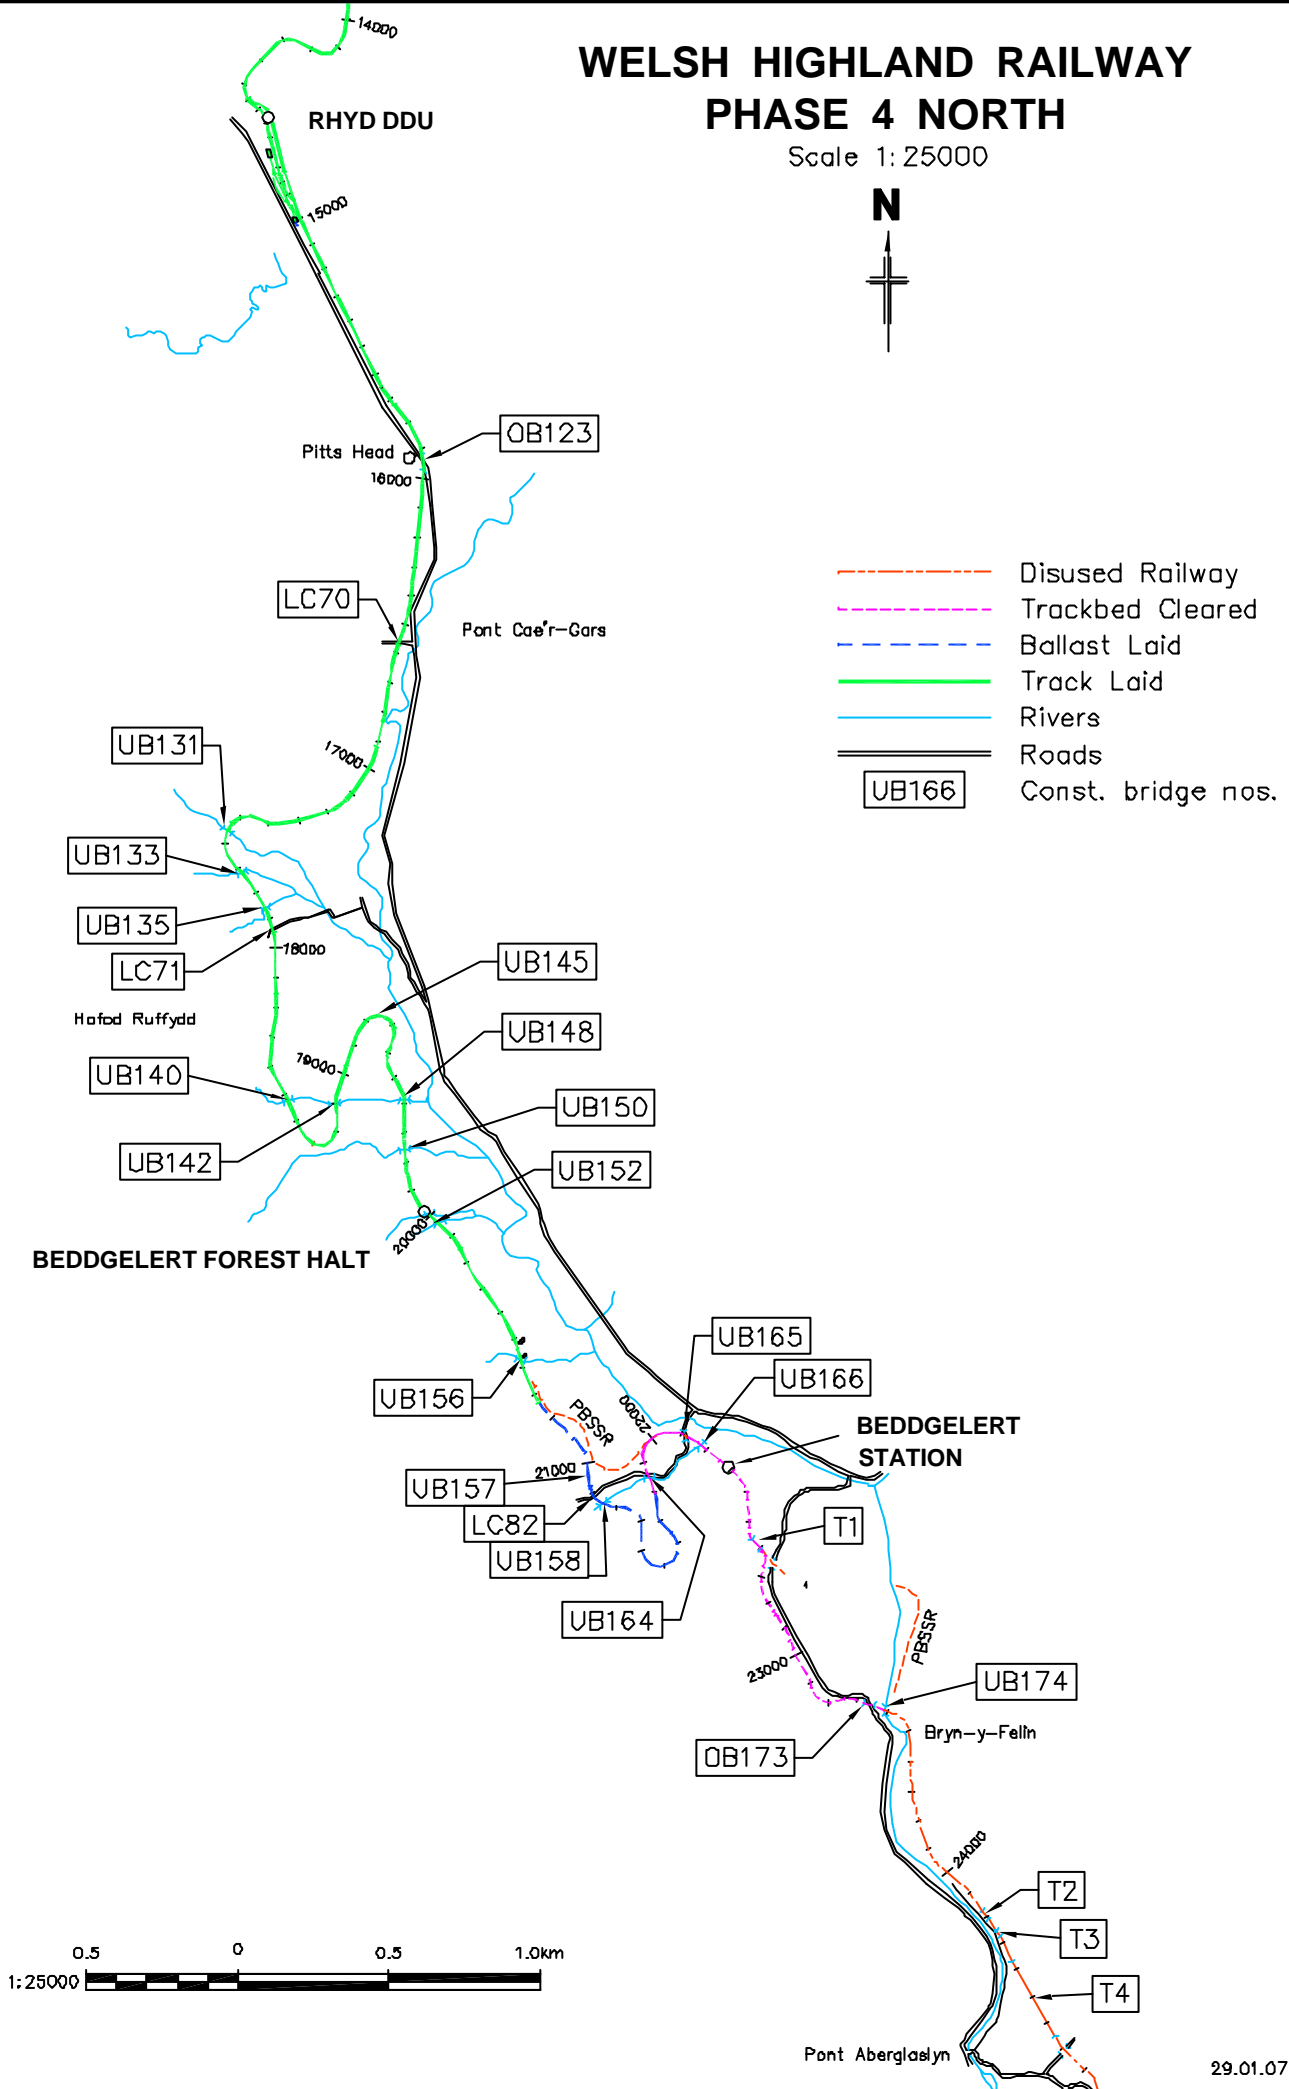 14000
WELSH HIGHLAND RAILWAY
PHASE 4 NORTH
Scale 1:25000
N
RHYD DDU
15000
OB123
Pitts Head
16000
LC70
Pont Cae'r-Gars
Disused Railway
Trackbed Cleared
Ballast Laid
Track Laid
Rivers
Roads
UB166
Const. bridge nos.
UB131
17000
UB133
UB135
LC71
18000
UB145
Hafod Ruffydd
UB148
19000
UB140
UB150
UB142
UB152
20000
BEDDGELERT FOREST HALT
UB165
UB166
UB156
PBSSR
22000
BEDDGELERT
STATION
21000
UB157
LC82
UB158
T1
UB164
PBSSR
23000
UB174
Bryn-y-Felin
OB173
24000
T2
T3
T4
0.5
0
0.5
1.0km
1:25000
Pont Aberglaslyn
29.01.07